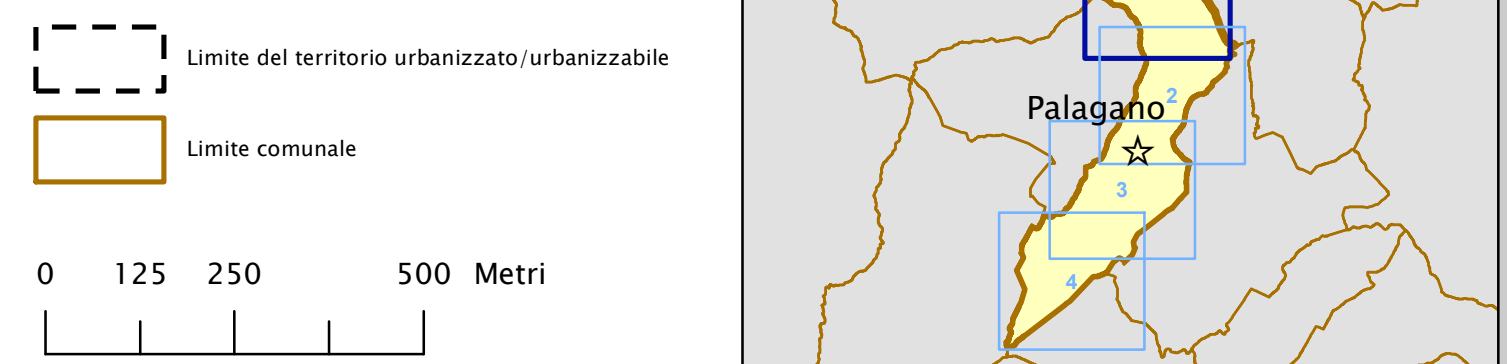 Limite del territorio urbanizzato/urbanizzabile
Limite comunale
0 125 250 500 Metri
2
Palagano
3
4